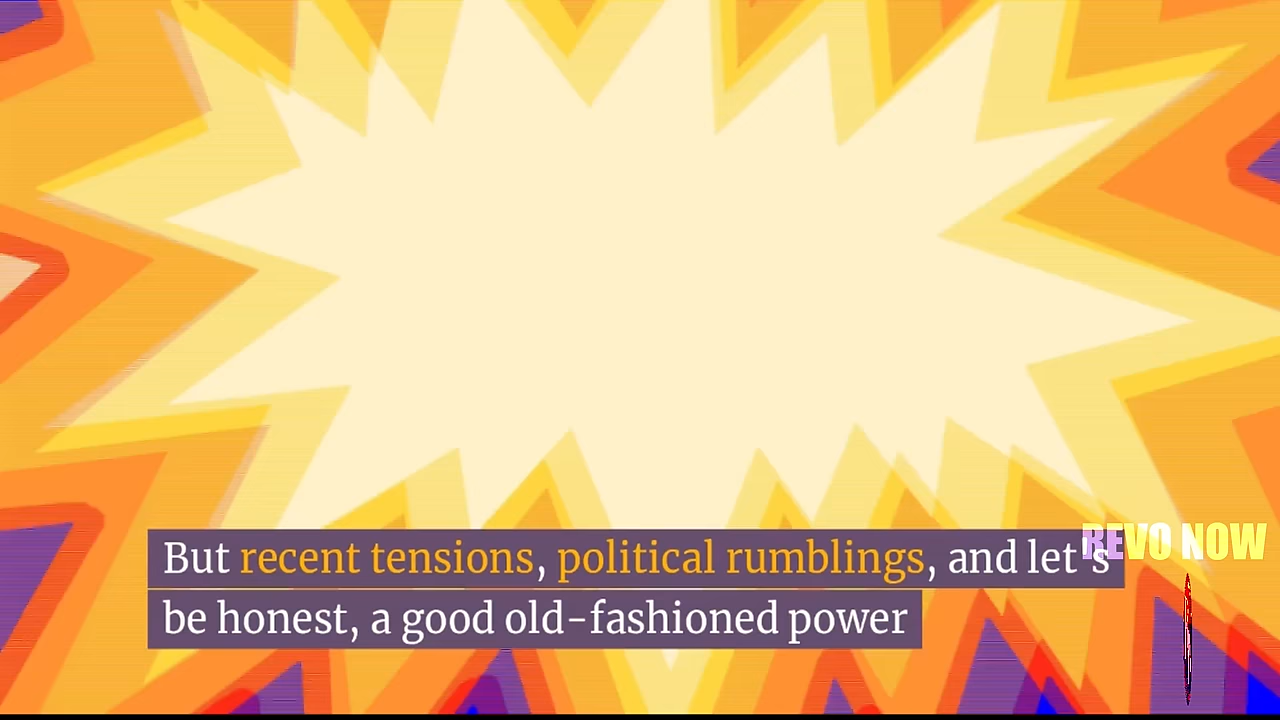 But recent tensions, political rumblings, and let's
be honest, a good old-fashioned power
REVO NOW